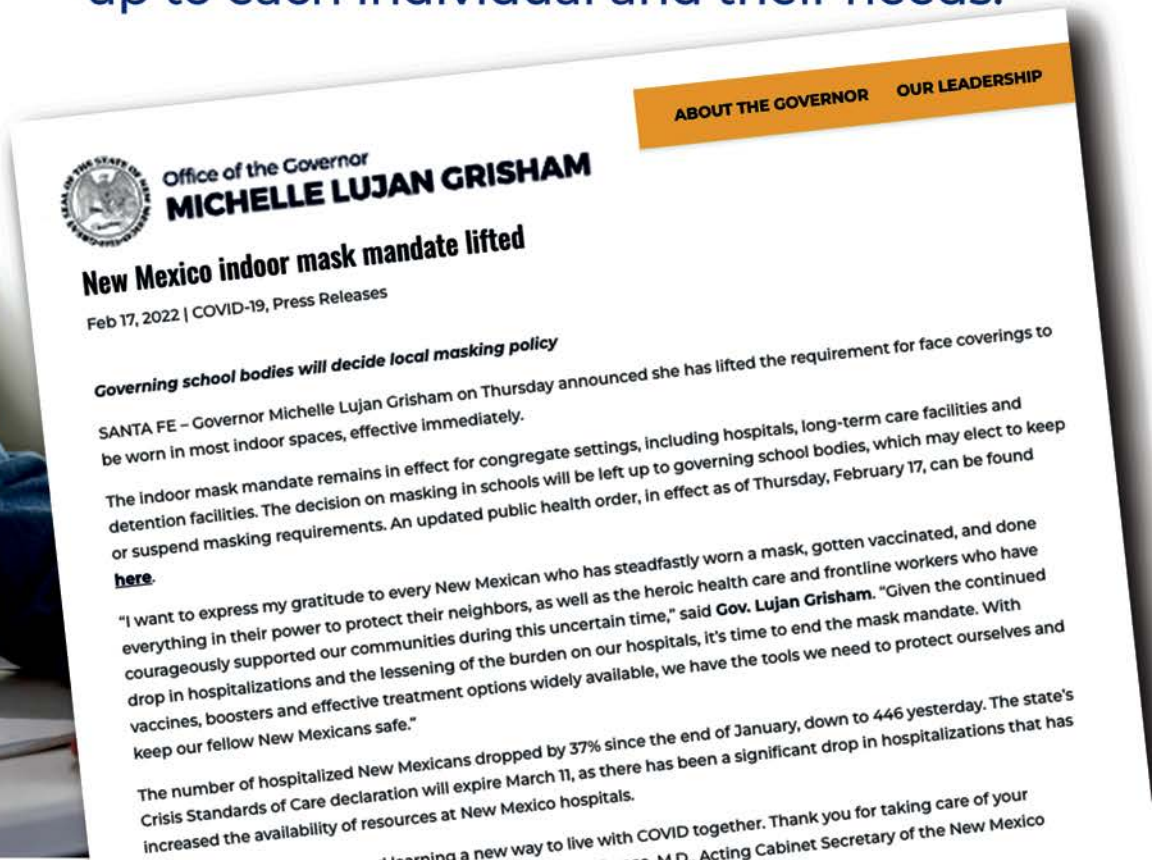 up to each individual and their needs.
ABOUT THE GOVERNOR OUR LEADERSHIP
Office of the Governor
MICHELLE LUJAN GRISHAM
New Mexico indoor mask mandate lifted
Feb 17, 2022 | COVID-19, Press Releases
Governing school bodies will decide local masking policy
SANTA FE – Governor Michelle Lujan Grisham on Thursday announced she has lifted the requirement for face coverings to
be worn in most indoor spaces, effective immediately.
The indoor mask mandate remains in effect for congregate settings, including hospitals, long-term care facilities and
detention facilities. The decision on masking in schools will be left up to governing school bodies, which may elect to keep
or suspend masking requirements. An updated public health order, in effect as of Thursday, February 17, can be found
here.
“I want to express my gratitude to every New Mexican who has steadfastly worn a mask, gotten vaccinated, and done
everything in their power to protect their neighbors, as well as the heroic health care and frontline workers who have
courageously supported our communities during this uncertain time,” said Gov. Lujan Grisham. “Given the continued
drop in hospitalizations and the lessening of the burden on our hospitals, it’s time to end the mask mandate. With
vaccines, boosters and effective treatment options widely available, we have the tools we need to protect ourselves and
keep our fellow New Mexicans safe.”
The number of hospitalized New Mexicans dropped by 37% since the end of January, down to 446 yesterday. The state’s
Crisis Standards of Care declaration will expire March 11, as there has been a significant drop in hospitalizations that has
increased the availability of resources at New Mexico hospitals.
a new way to live with COVID together. Thank you for taking care of your
M.D., Acting Cabinet Secretary of the New Mexico